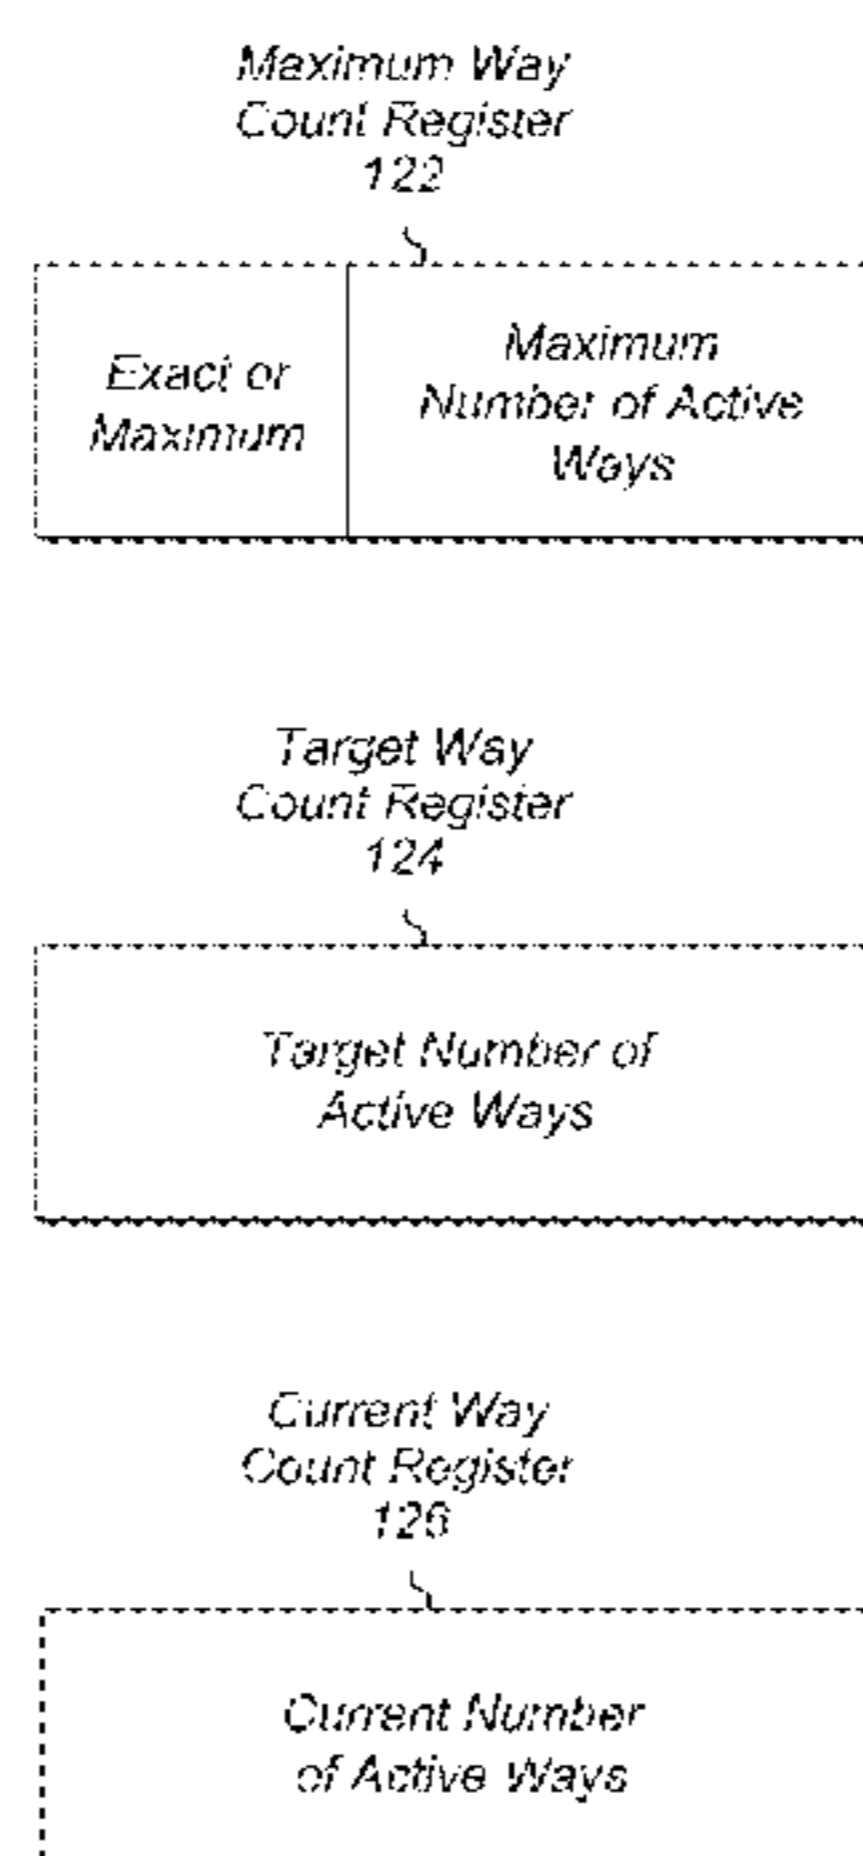 Maximum Way
Count Register
122
Exact or
Maximum
Maximum
Number of Active
Ways
Target Way
Count Register
124
Target Number of
Active Ways
Current Way
Count Register
126
Current Number
of Active Ways